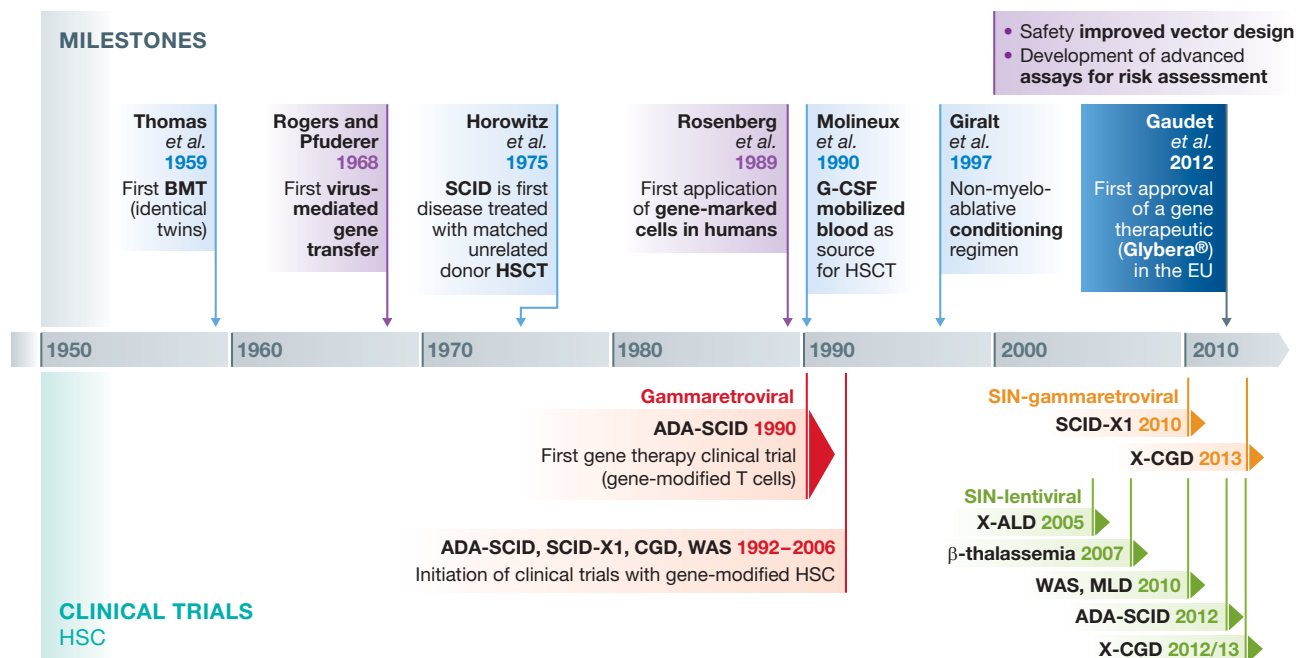 MILESTONES
• Safety improved vector design
• Development of advanced
assays for risk assessment
Thomas
et al.
1959
First BMT
(identical
twins)
Rogers and
Pfuderer
1968
First virus-
mediated
gene
transfer
Horowitz
et al.
1975
SCID is first
disease treated
with matched
unrelated
donor HSCT
Rosenberg
et al.
1989
First application
of gene-marked
cells in humans
Molineux
et al.
1990
G-CSF
mobilized
blood as
source
for HSCT
Giralt
et al.
1997
Non-myelo-
ablative
conditioning
regimen
Gaudet
et al.
2012
First approval
of a gene
therapeutic
(Glybera®)
in the EU
1950
1960
1970
1980
1990
2000
2010
Gammaretroviral
ADA-SCID 1990
First gene therapy clinical trial
(gene-modified T cells)
ADA-SCID, SCID-X1, CGD, WAS 1992–2006
Initiation of clinical trials with gene-modified HSC
SIN-gammaretroviral
SCID-X1 2010
X-CGD 2013
SIN-lentiviral
X-ALD 2005
β-thalassemia 2007
WAS, MLD 2010
ADA-SCID 2012
X-CGD 2012/13
CLINICAL TRIALS
HSC